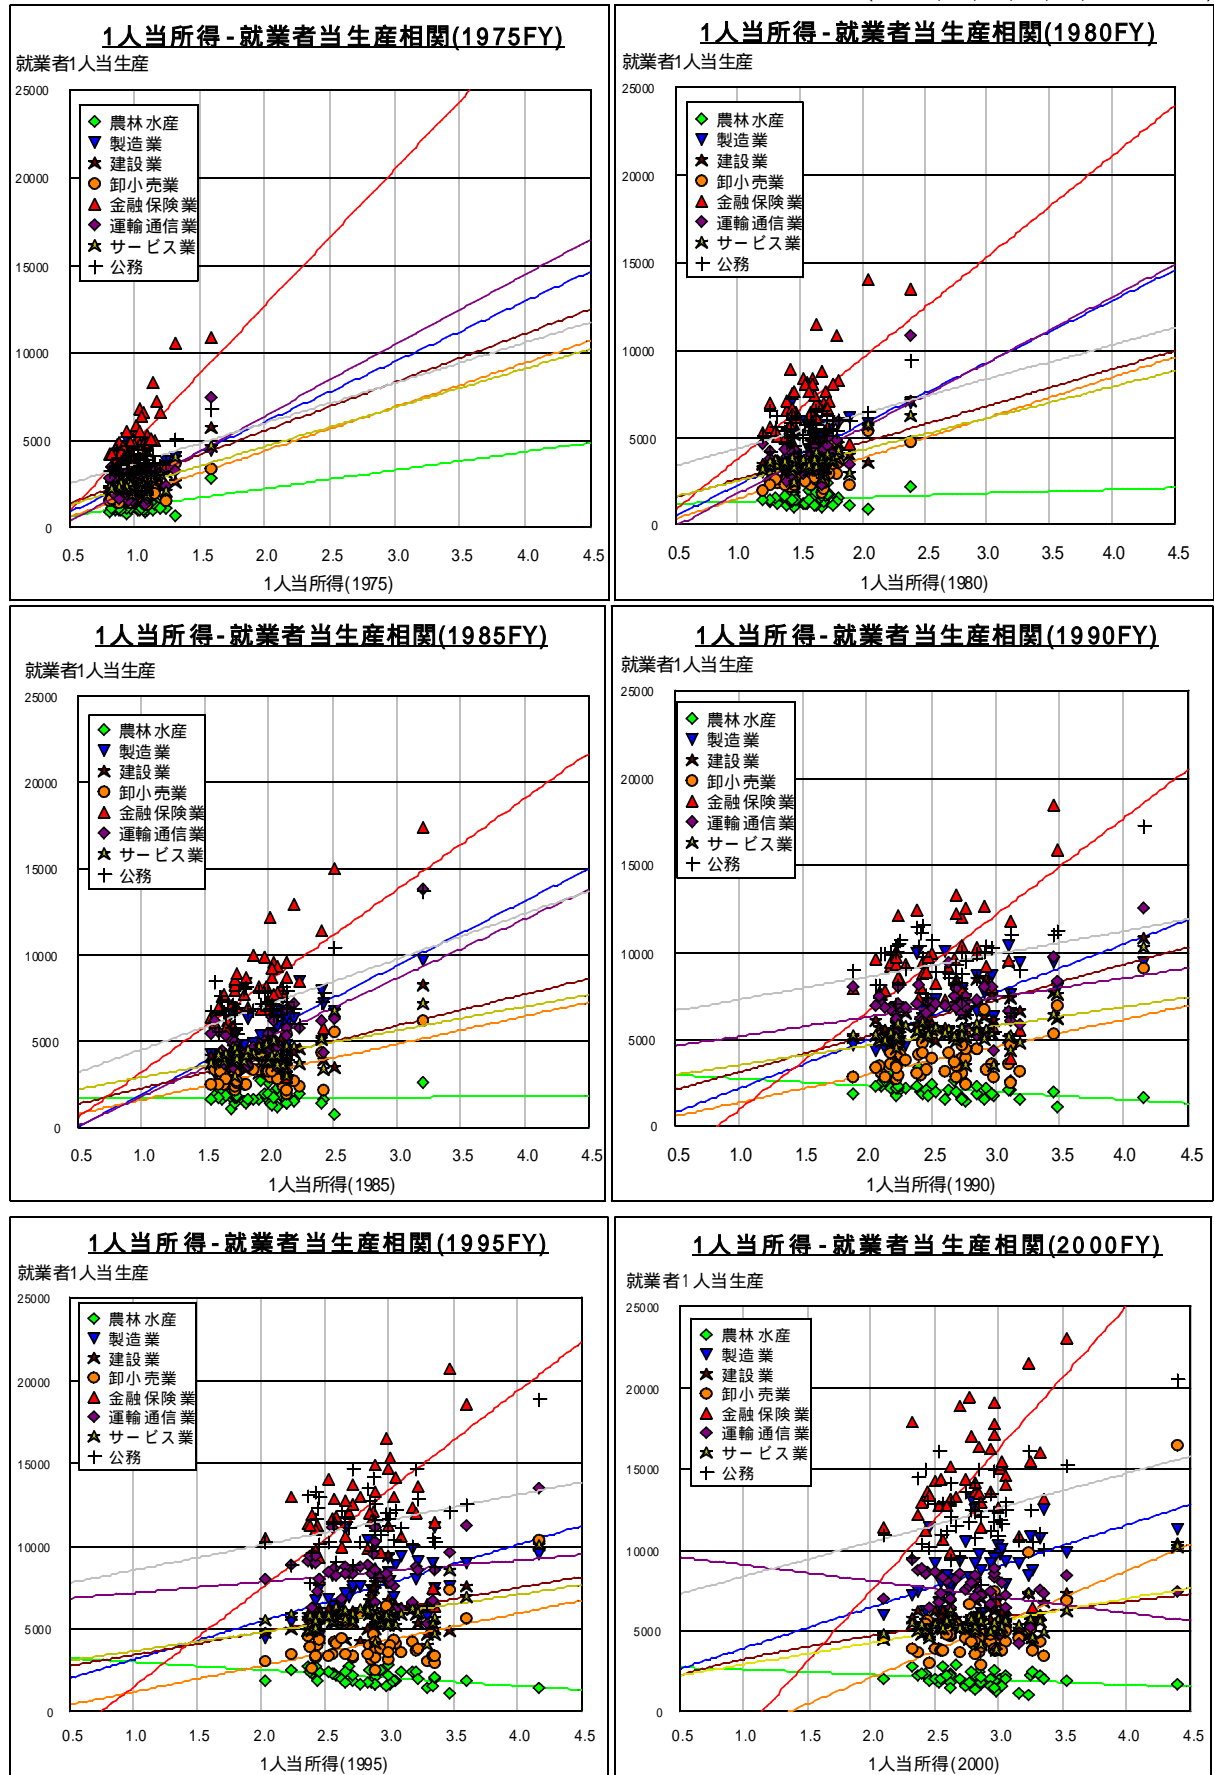 1人当所得-就業者当生産相関(1975FY)
就業者1人当生産
25000
20000
15000
10000
5000
0
農林水産
製造業
建設業
卸小売業
金融保険業
運輸通信業
サービス業
公務
0.5 1.0 1.5 2.0 2.5 3.0 3.5 4.0 4.5
1人当所得(1975)
1人当所得-就業者当生産相関(1980FY)
就業者1人当生産
25000
20000
15000
10000
5000
0
農林水産
製造業
建設業
卸小売業
金融保険業
運輸通信業
サービス業
公務
0.5 1.0 1.5 2.0 2.5 3.0 3.5 4.0 4.5
1人当所得(1980)
1人当所得-就業者当生産相関(1985FY)
就業者1人当生産
25000
20000
15000
10000
5000
0
農林水産
製造業
建設業
卸小売業
金融保険業
運輸通信業
サービス業
公務
0.5 1.0 1.5 2.0 2.5 3.0 3.5 4.0 4.5
1人当所得(1985)
1人当所得-就業者当生産相関(1990FY)
就業者1人当生産
25000
20000
15000
10000
5000
0
農林水産
製造業
建設業
卸小売業
金融保険業
運輸通信業
サービス業
公務
0.5 1.0 1.5 2.0 2.5 3.0 3.5 4.0 4.5
1人当所得(1990)
1人当所得-就業者当生産相関(1995FY)
就業者1人当生産
25000
20000
15000
10000
5000
0
農林水産
製造業
建設業
卸小売業
金融保険業
運輸通信業
サービス業
公務
0.5 1.0 1.5 2.0 2.5 3.0 3.5 4.0 4.5
1人当所得(1995)
1人当所得-就業者当生産相関(2000FY)
就業者1人当生産
25000
20000
15000
10000
5000
0
農林水産
製造業
建設業
卸小売業
金融保険業
運輸通信業
サービス業
公務
0.5 1.0 1.5 2.0 2.5 3.0 3.5 4.0 4.5
1人当所得(2000)